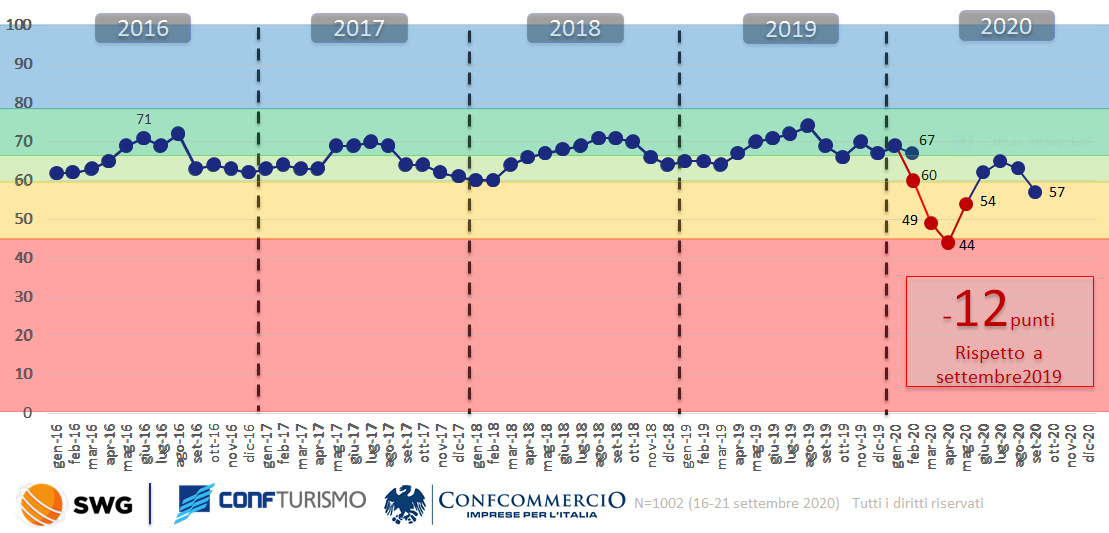 2016
2017
2018
2019
2020
100
90
80
70
60
50
40
30
20
10
0
71
67
60
49
44
54
57
-12 punti
Rispetto a
settembre2019
gen-16
feb-16
mar-16
apr-16
mag-16
giu-16
lug-16
ago-16
set-16
ott-16
nov-16
dic-16
gen-17
feb-17
mar-17
apr-17
mag-17
giu-17
lug-17
ago-17
set-17
ott-17
nov-17
dic-17
gen-18
feb-18
mar-18
apr-18
mag-18
giu-18
lug-18
ago-18
set-18
ott-18
nov-18
dic-18
gen-19
feb-19
mar-19
apr-19
mag-19
giu-19
lug-19
ago-19
set-19
ott-19
nov-19
dic-19
gen-20
feb-20
mar-20
apr-20
mag-20
giu-20
lug-20
ago-20
set-20
ott-20
nov-20
dic-20
SWG
CONFTURISMO
CONFCOMMERCIO
IMPRESE PER L'ITALIA
N=1002 (16-21 settembre 2020) Tutti i diritti riservati